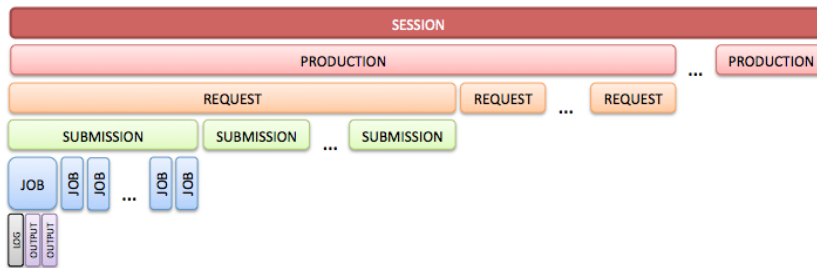 SESSION
PRODUCTION ... PRODUCTION
REQUEST REQUEST ... REQUEST
SUBMISSION SUBMISSION ... SUBMISSION
JOB JOB JOB ... JOB JOB
LOG OUTPUT OUTPUT